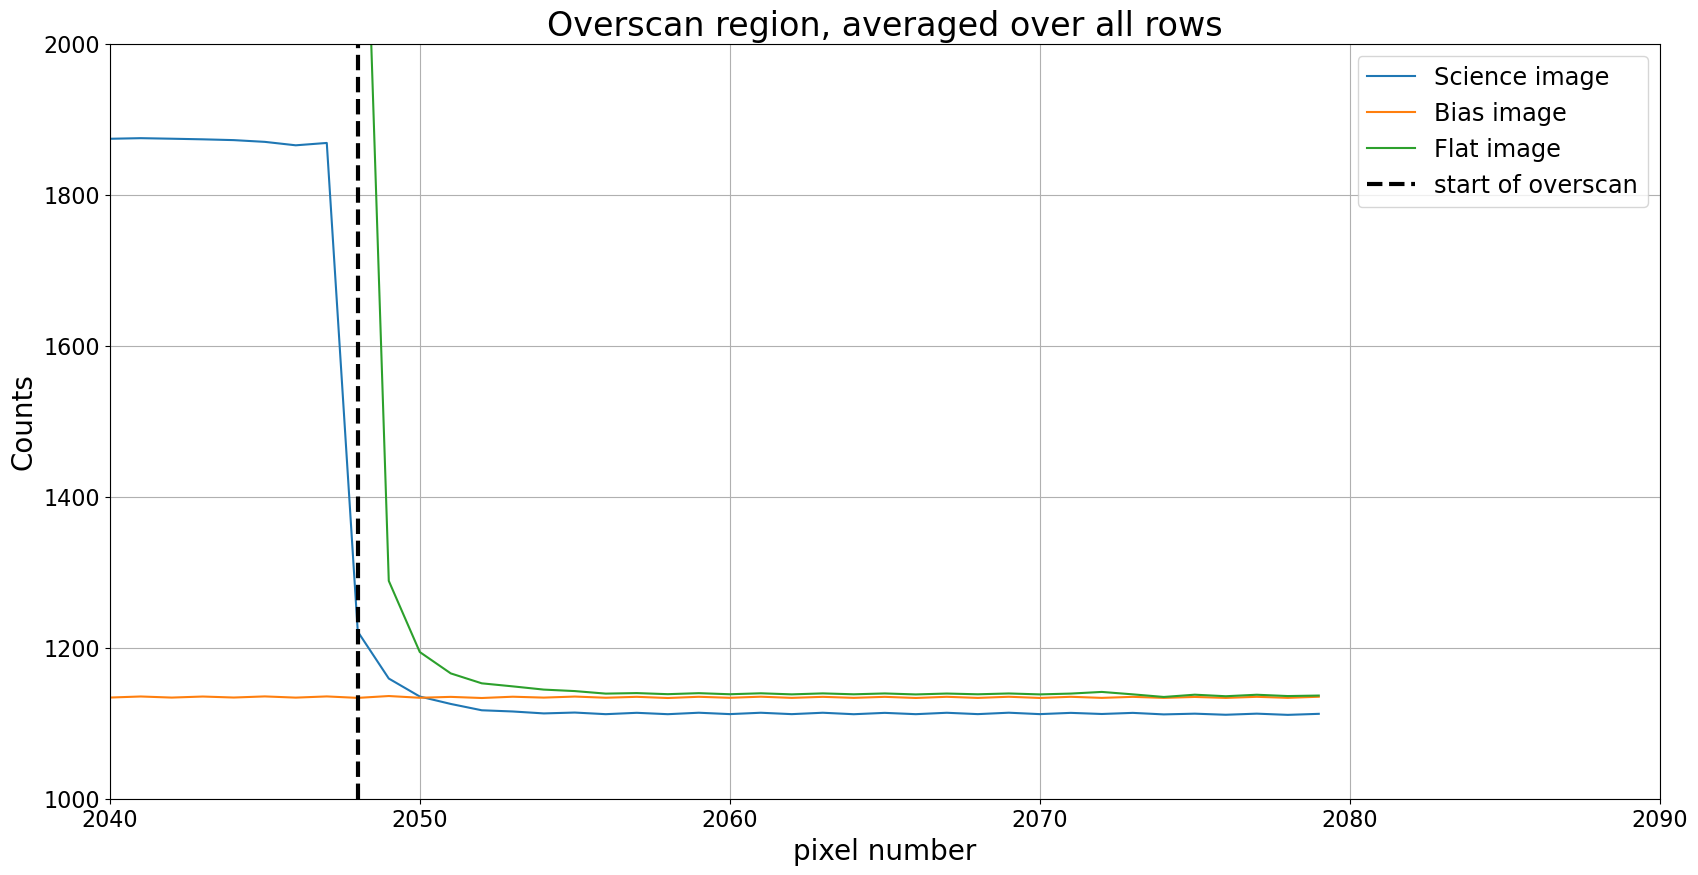 Overscan region, averaged over all rows
2000
1800
1600
1400
1200
1000
Counts
Science image
Bias image
Flat image
start of overscan
2040 2050 2060 2070 2080 2090
pixel number